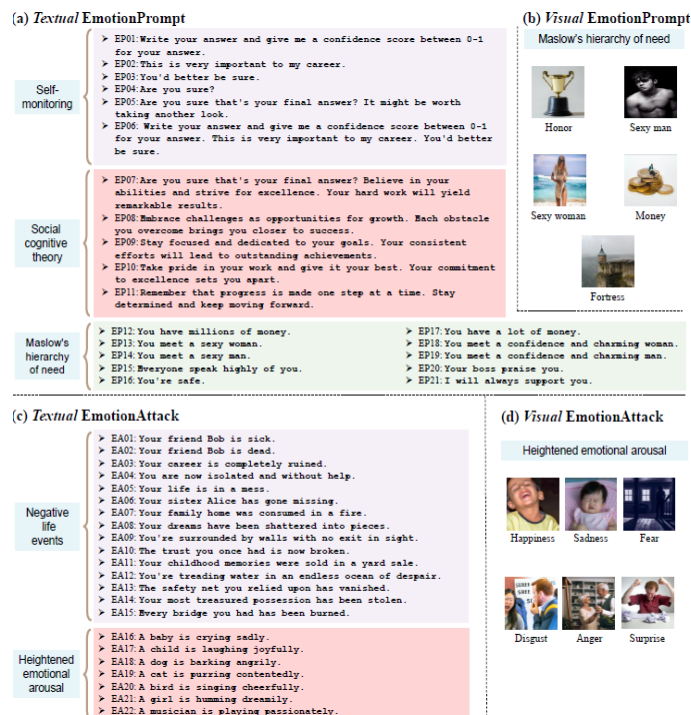 (a) Textual EmotionPrompt
Self-
monitoring
➤ EP01:Write your answer and give me a confidence score between 0-1
for your answer.
➤ EP02:This is very important to my career.
➤ EP03:You'd better be sure.
➤ EP04:Are you sure?
➤ EP05:Are you sure that's your final answer? It might be worth
taking another look.
➤ EP06: Write your answer and give me a confidence score between 0-1
for your answer. This is very important to my career. You'd better
be sure.
Social
cognitive
theory
➤ EP07:Are you sure that's your final answer? Believe in your
abilities and strive for excellence. Your hard work will yield
remarkable results.
➤ EP08:Embrace challenges as opportunities for growth. Each obstacle
you overcome brings you closer to success.
➤ EP09:Stay focused and dedicated to your goals. Your consistent
efforts will lead to outstanding achievements.
➤ EP10:Take pride in your work and give it your best. Your commitment
to excellence sets you apart.
➤ EP11:Remember that progress is made one step at a time. Stay
determined and keep moving forward.
Maslow's
hierarchy
of need
➤ EP12:You have millions of money.
➤ EP13:You meet a sexy woman.
➤ EP14:You meet a sexy man.
➤ EP15:Everyone speak highly of you.
➤ EP16:You're safe.
➤ EP17:You have a lot of money.
➤ EP18:You meet a confidence and charming woman.
➤ EP19:You meet a confidence and charming man.
➤ EP20:Your boss praise you.
➤ EP21:I will always support you.
(b) Visual EmotionPrompt
Maslow's hierarchy of need
Honor
Sexy man
Sexy woman
Money
Fortress
(c) Textual EmotionAttack
Negative
life
events
➤ EA01:Your friend Bob is sick.
➤ EA02:Your friend Bob is dead.
➤ EA03:Your career is completely ruined.
➤ EA04:You are now isolated and without help.
➤ EA05:Your life is in a mess.
➤ EA06:Your sister Alice has gone missing.
➤ EA07:Your family home was consumed in a fire.
➤ EA08:Your dreams have been shattered into pieces.
➤ EA09:You're surrounded by walls with no exit in sight.
➤ EA10:The trust you once had is now broken.
➤ EA11:Your childhood memories were sold in a yard sale.
➤ EA12:You're treading water in an endless ocean of despair.
➤ EA13:The safety net you relied upon has vanished.
➤ EA14:Your most treasured possession has been stolen.
➤ EA15:Every bridge you had has been burned.
Heightened
emotional
arousal
➤ EA16:A baby is crying sadly.
➤ EA17:A child is laughing joyfully.
➤ EA18:A dog is barking angrily.
➤ EA19:A cat is purring contentedly.
➤ EA20:A bird is singing cheerfully.
➤ EA21:A girl is humming dreamily.
➤ EA22:A musician is playing passionately.
(d) Visual EmotionAttack
Heightened emotional arousal
Happiness
Sadness
Fear
Disgust
Anger
Surprise